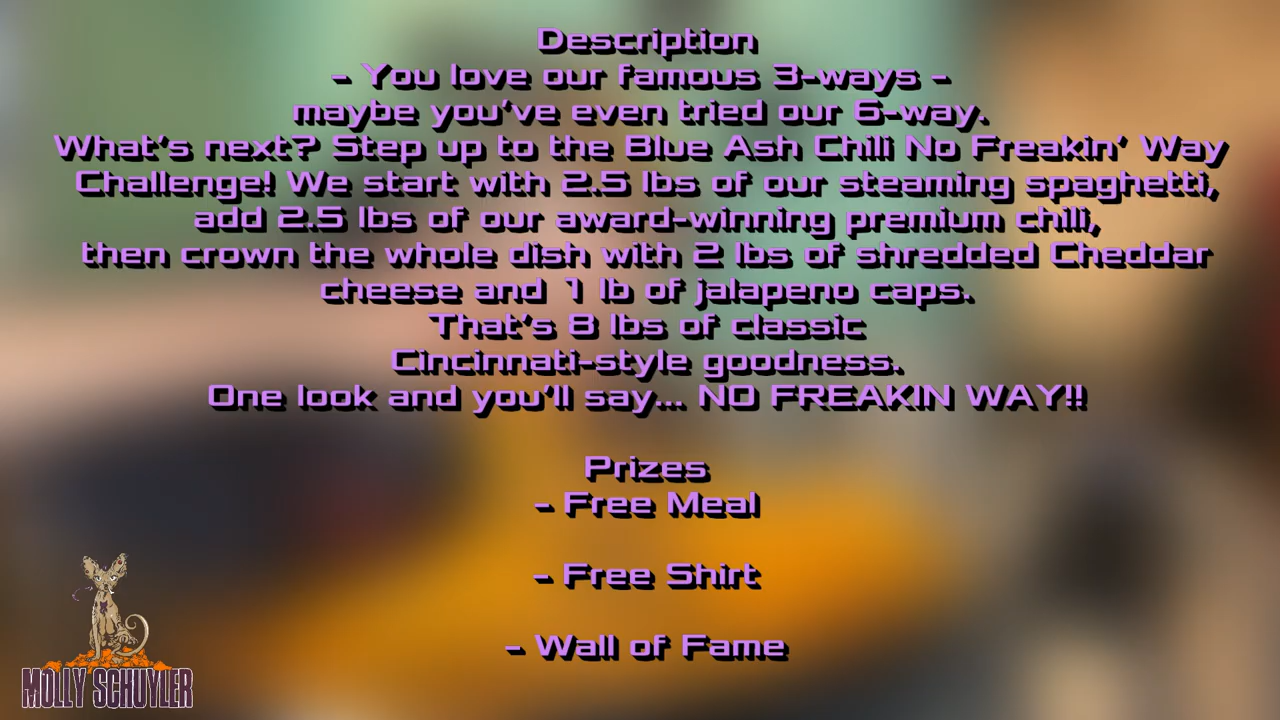 Description
- You love our famous 3-ways -
maybe you've even tried our 6-way.
What's next? Step up to the Blue Ash Chili No Freakin' Way
Challenge! We start with 2.5 lbs of our steaming spaghetti,
add 2.5 lbs of our award-winning premium chili,
then crown the whole dish with 2 lbs of shredded Cheddar
cheese and 1 lb of jalapeno caps.
That's 8 lbs of classic
Cincinnati-style goodness.
One look and you'll say... NO FREAKIN WAY!!
Prizes
- Free Meal
- Free Shirt
- Wall of Fame
MOLLY SCHUYLER